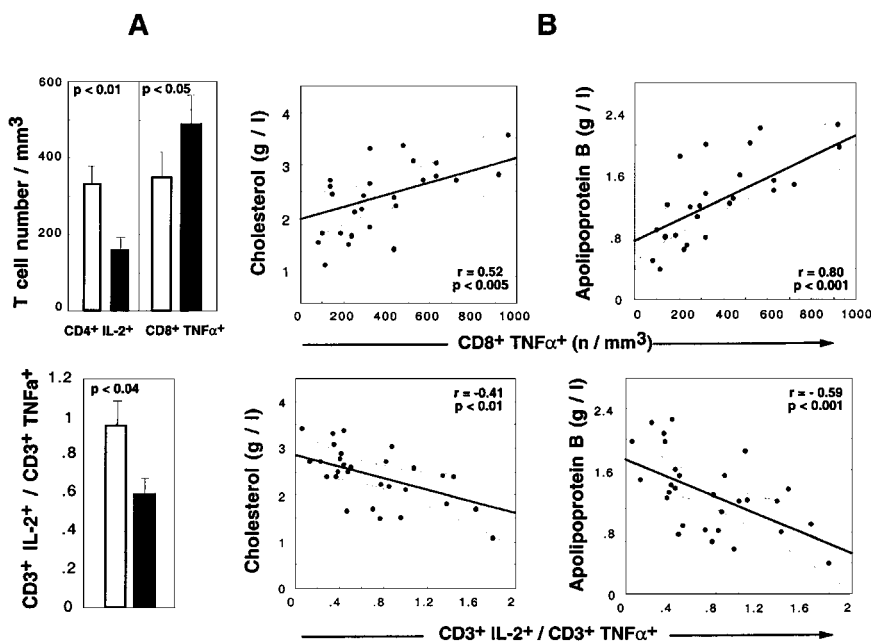 A
B
T cell number / mm³
600
400
200
0
p < 0.01
p < 0.05
CD4⁺ IL-2⁺
CD8⁺ TNFα⁺
Cholesterol (g / l)
4
3
2
1
r = 0.52
p < 0.005
0
200
400
600
800
1000
Apolipoprotein B (g / l)
2.4
1.6
.8
0
r = 0.80
p < 0.001
0
200
400
600
800
1000
CD8⁺ TNFα⁺ (n / mm³)
CD3⁺ IL-2⁺ / CD3⁺ TNFa⁺
1.2
1
.8
.6
.4
.2
0
p < 0.04
Cholesterol (g / l)
4
3
2
1
0
r = -0.41
p < 0.01
0
.4
.8
1.2
1.6
2
Apolipoprotein B (g / l)
2.4
1.6
.8
0
r = - 0.59
p < 0.001
0
.4
.8
1.2
1.6
2
CD3⁺ IL-2⁺ / CD3⁺ TNFα⁺